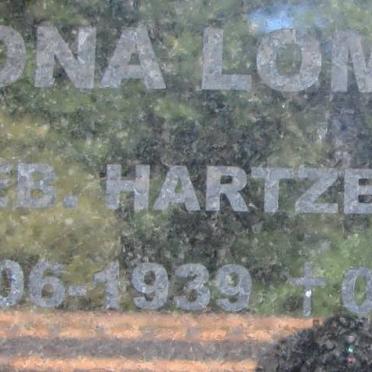 ONA LOM
EB. HARTZE
06-1939 † 0